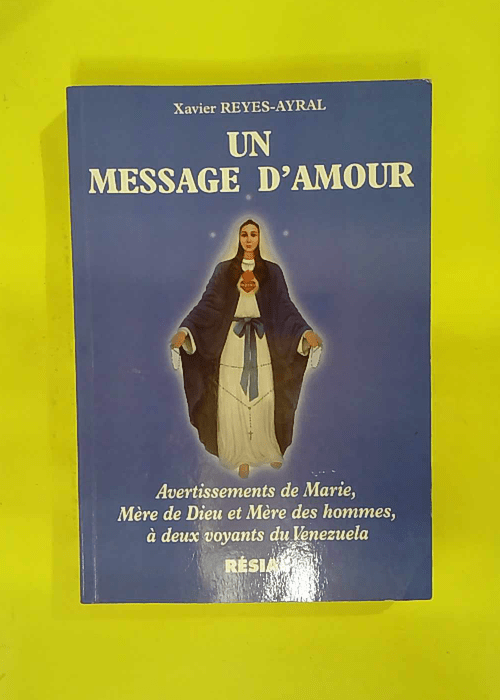 Xavier REYES-AYRAL
UN
MESSAGE D'AMOUR
Avertissements de Marie,
Mère de Dieu et Mère des hommes,
à deux voyants du Venezuela